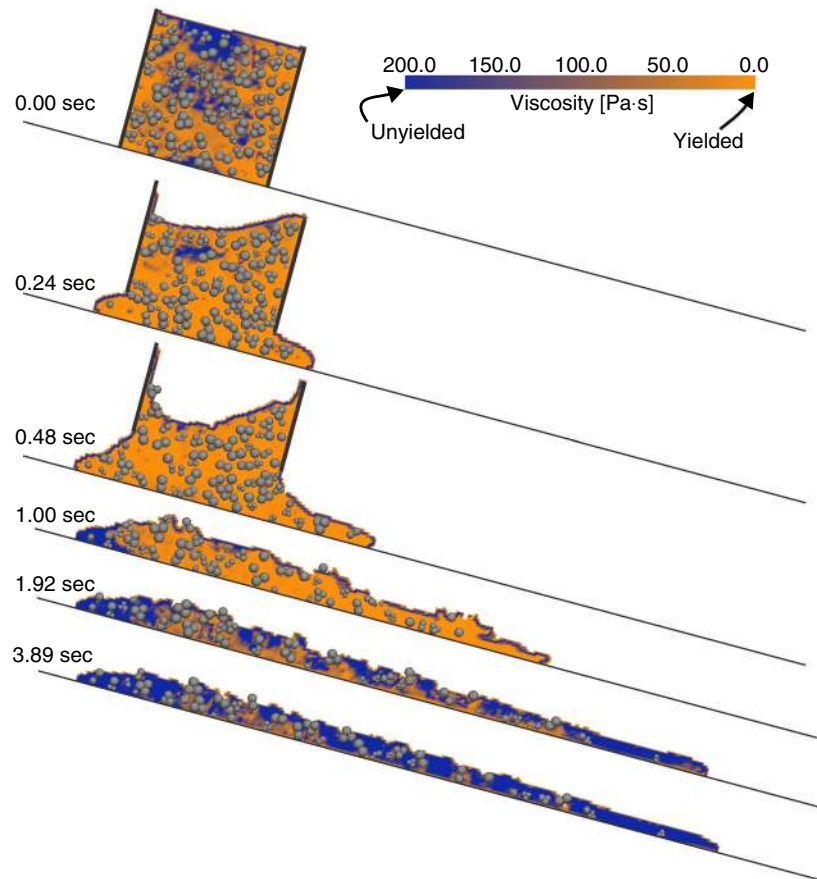 200.0 150.0 100.0 50.0 0.0
Viscosity [Pa·s]
Unyielded
Yielded
0.00 sec
0.24 sec
0.48 sec
1.00 sec
1.92 sec
3.89 sec